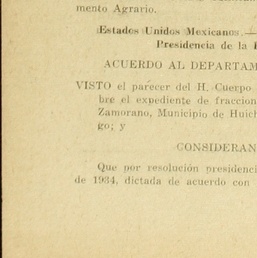 mento Agrario.
Estados Unidos Mexicanos.—
Presidencia de la
ACUERDO AL DEPARTAM
VISTO el parecer del H. Cuerpo
bre el expediente de fraccion
Zamorano, Municipio de Huich
go; y
CONSIDERAN
Que por resolución presidenci
de 1934, dictada de acuerdo con